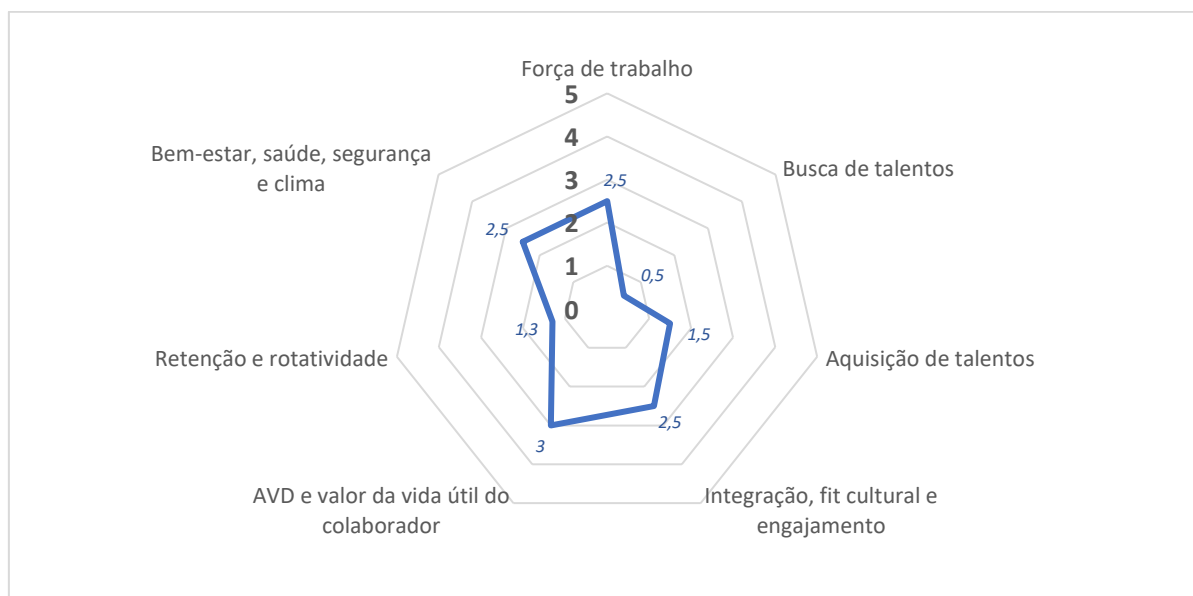 Força de trabalho
5
4
3
2
1
0
2,5
Busca de talentos
0,5
Aquisição de talentos
1,5
Integração, fit cultural e
engajamento
2,5
AVD e valor da vida útil do
colaborador
3
Retenção e rotatividade
1,3
Bem-estar, saúde, segurança
e clima
2,5